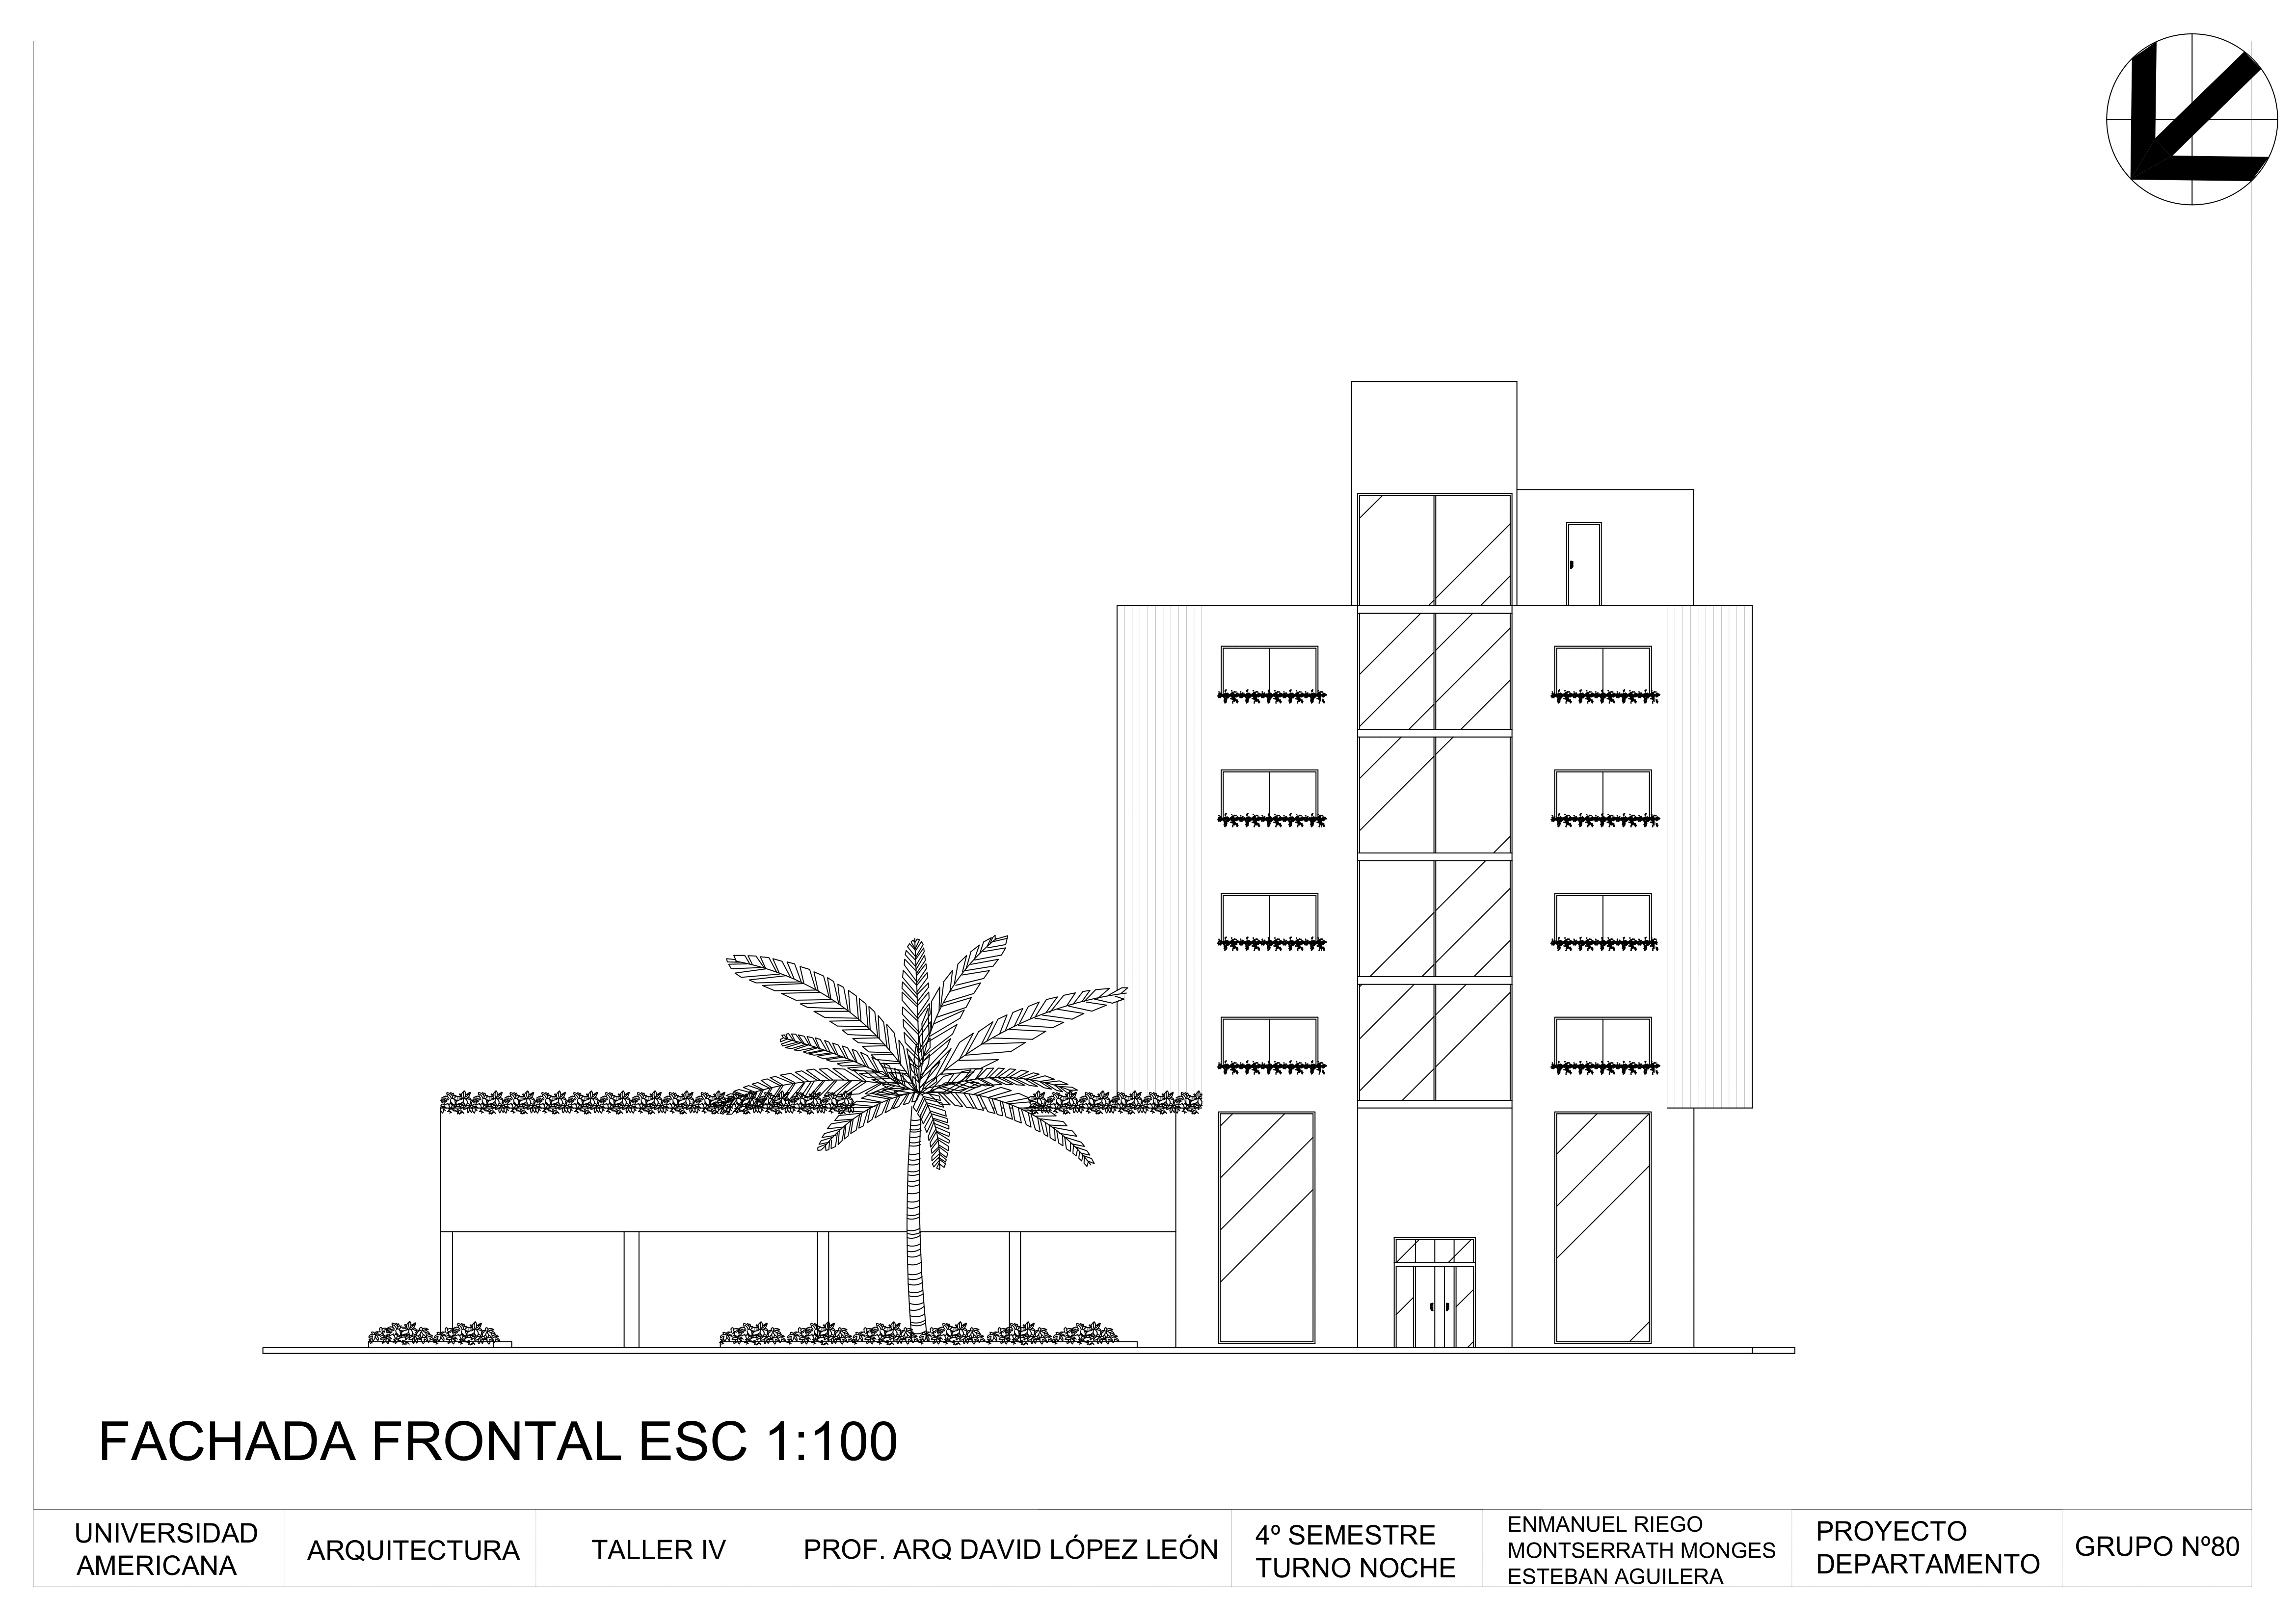 FACHADA FRONTAL ESC 1:100
UNIVERSIDAD
AMERICANA
ARQUITECTURA
TALLER IV
PROF. ARQ DAVID LÓPEZ LEÓN
4º SEMESTRE
TURNO NOCHE
ENMANUEL RIEGO
MONTSERRATH MONGES
ESTEBAN AGUILERA
PROYECTO
DEPARTAMENTO
GRUPO Nº80